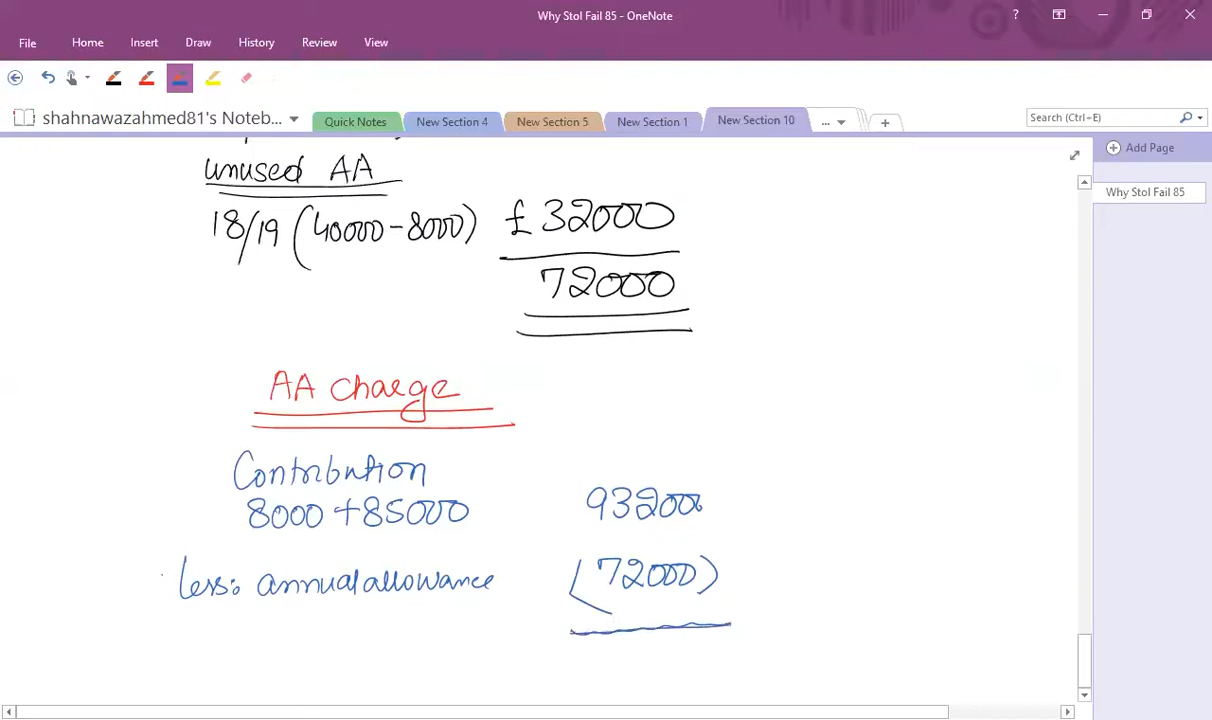 Why Stol Fail 85 - OneNote
?
File Home Insert Draw History Review View
shahnawazahmed81's Noteb...
Quick Notes
New Section 4
New Section 5
New Section 1
New Section 10
...
Search (Ctrl+E)
Add Page
Why Stol Fail 85
unused AA
18/19 (40000-8000) £32000
72000
AA charge
Contribution
8000 + 85000 932000
less: annual allowance (72000)